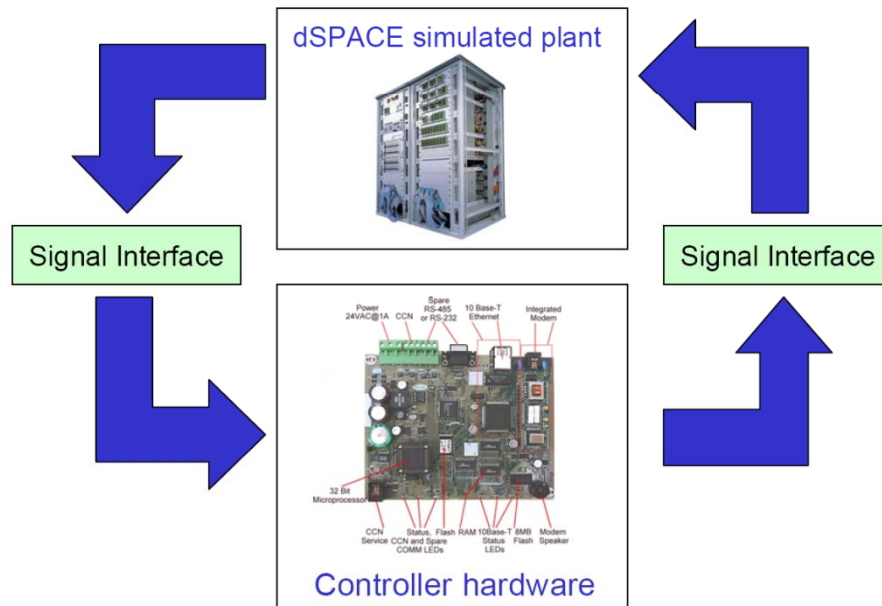 dSPACE simulated plant
Signal Interface
Signal Interface
Power
24VAC@1A
CCN
Spare
RS-485
or RS-232
10 Base-T
Ethernet
Integrated
Modem
32 Bit
Microprocessor
CCN
Service
Status,
CCN and Spare
COMM LEDs
Flash
RAM
10Base-T
Status
LEDs
8MB
Flash
Modem
Speaker
Controller hardware